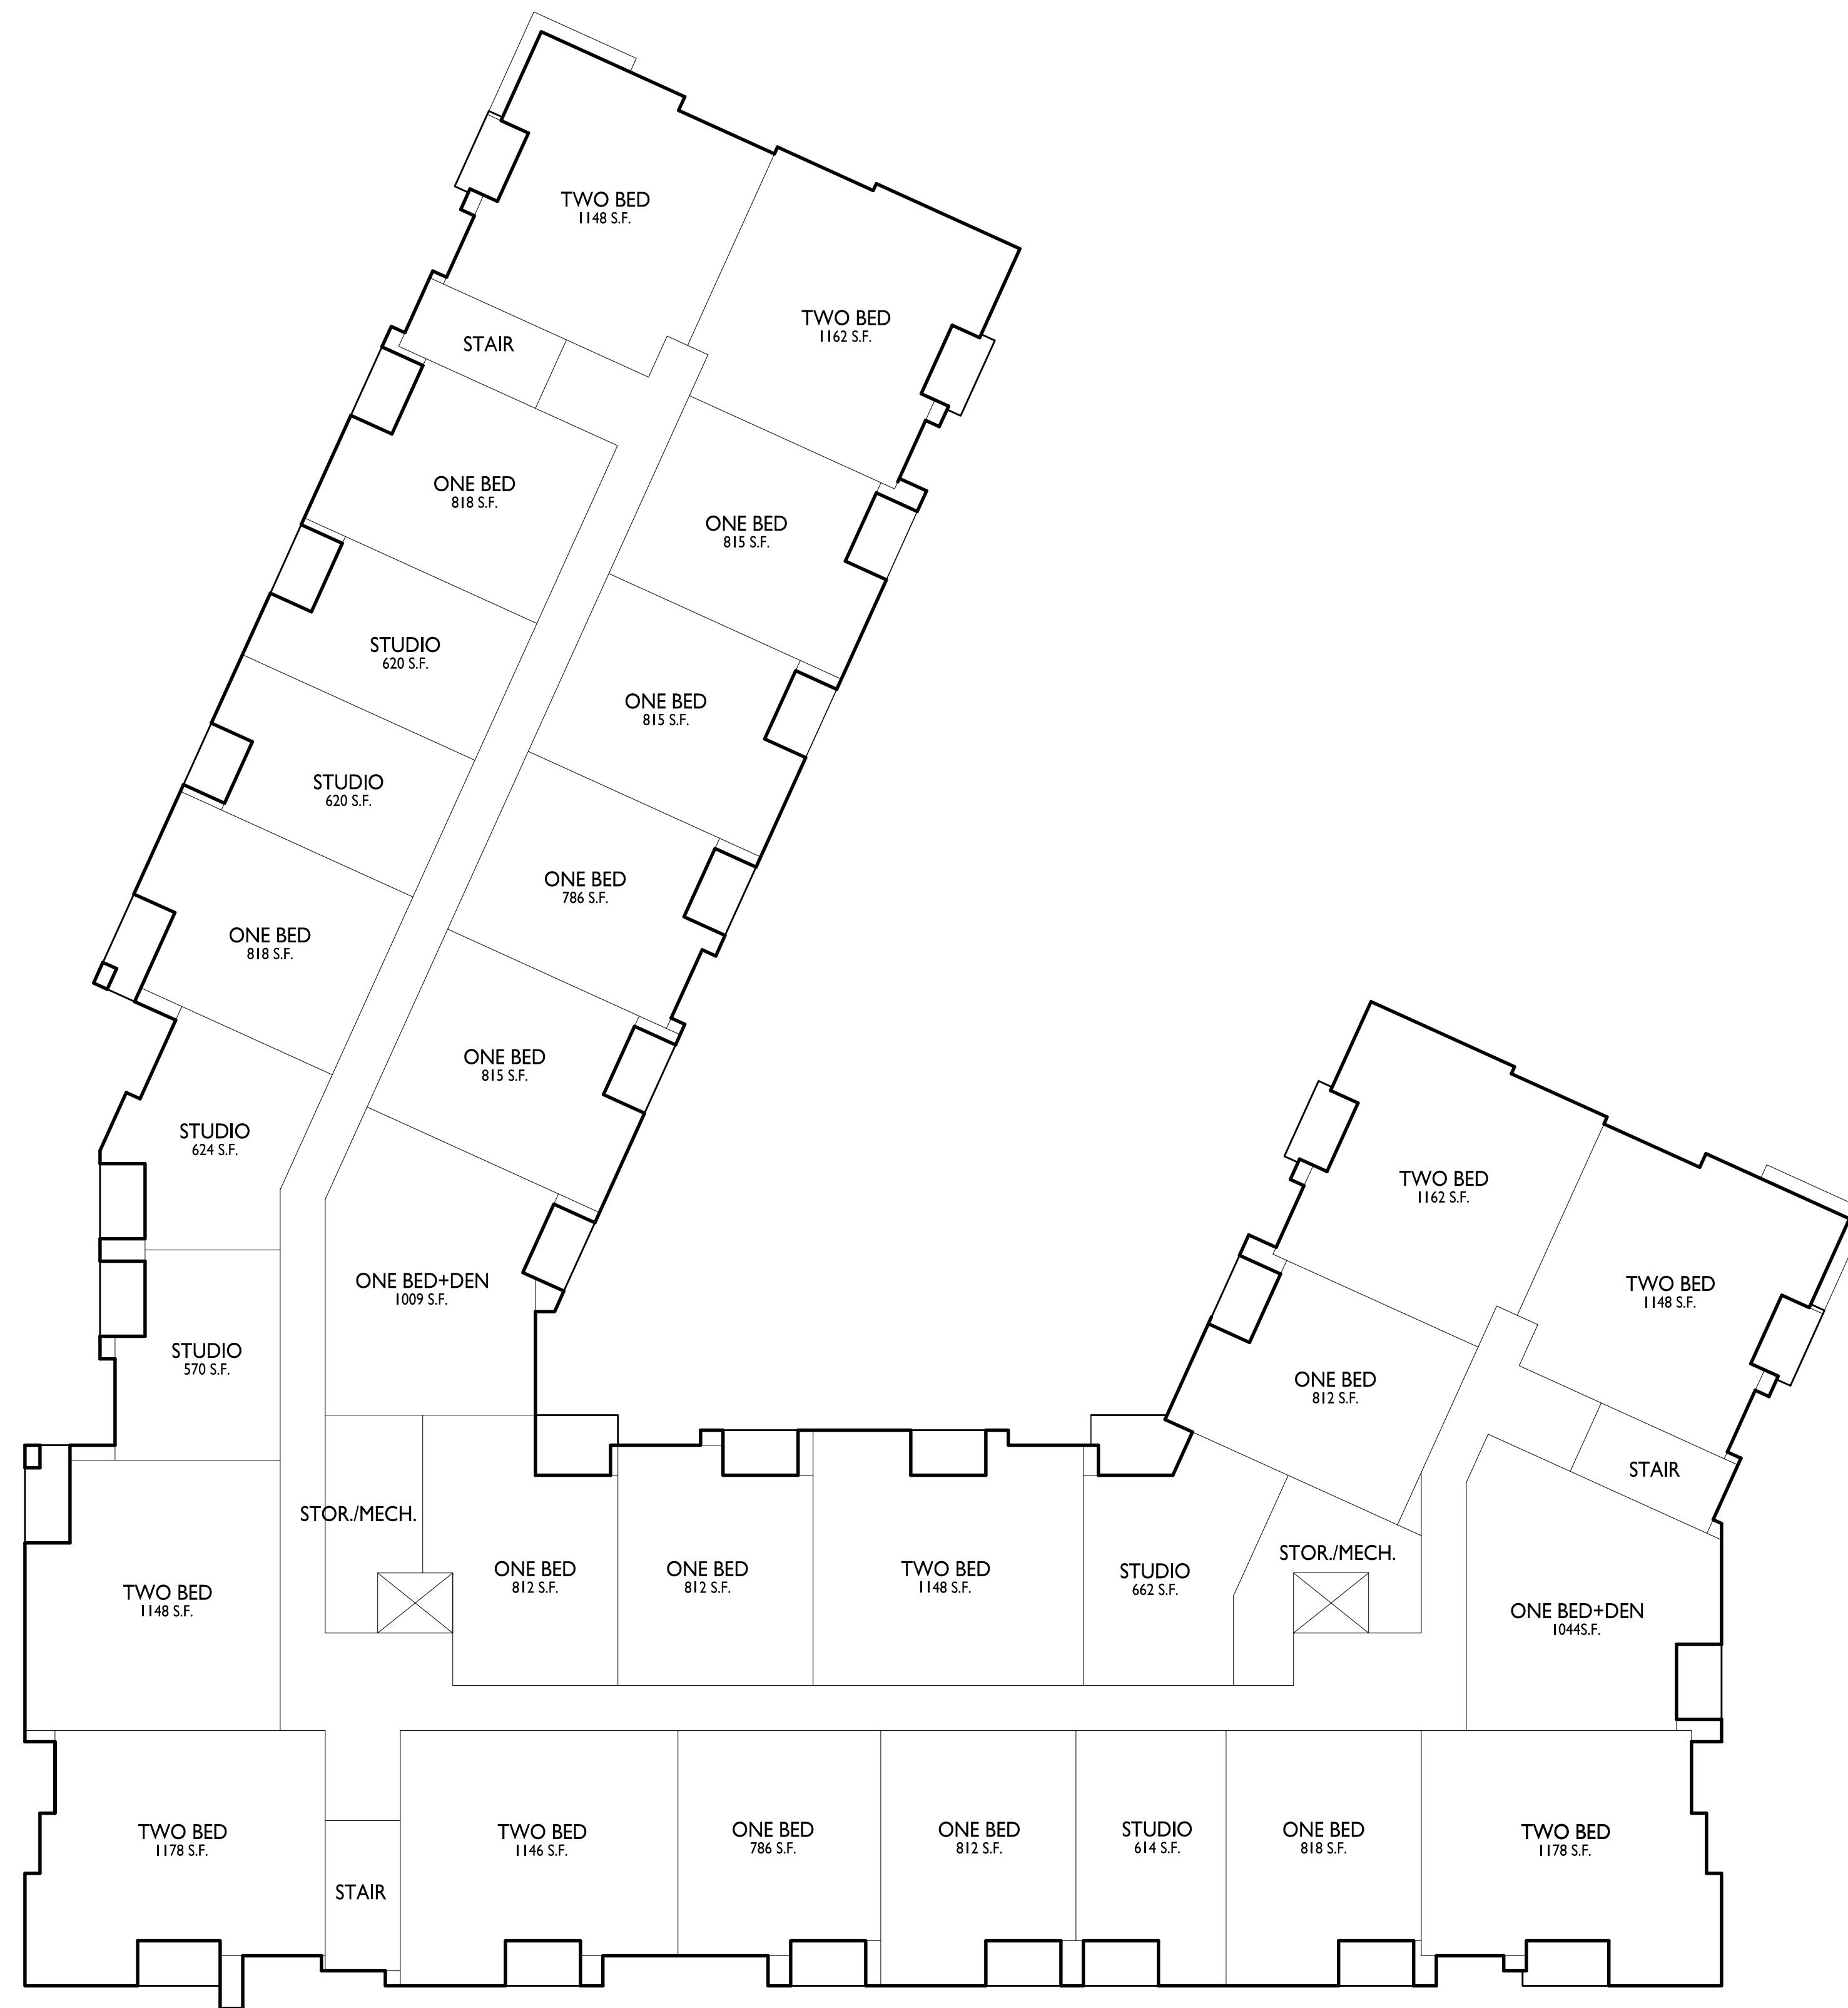 TWO BED
1148 S.F.
TWO BED
1162 S.F.
STAIR
ONE BED
818 S.F.
ONE BED
815 S.F.
STUDIO
620 S.F.
ONE BED
815 S.F.
STUDIO
620 S.F.
ONE BED
786 S.F.
ONE BED
818 S.F.
ONE BED
815 S.F.
STUDIO
624 S.F.
TWO BED
1162 S.F.
ONE BED+DEN
1009 S.F.
TWO BED
1148 S.F.
STUDIO
570 S.F.
ONE BED
812 S.F.
STAIR
STOR./MECH.
STOR./MECH.
TWO BED
1148 S.F.
ONE BED
812 S.F.
ONE BED
812 S.F.
TWO BED
1148 S.F.
STUDIO
662 S.F.
ONE BED+DEN
1044S.F.
TWO BED
1178 S.F.
TWO BED
1146 S.F.
ONE BED
786 S.F.
ONE BED
812 S.F.
STUDIO
614 S.F.
ONE BED
818 S.F.
TWO BED
1178 S.F.
STAIR